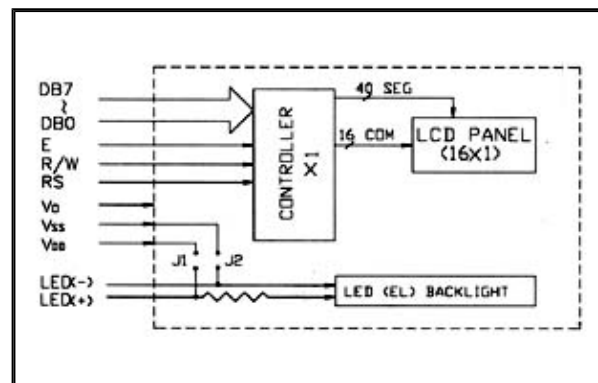 DB7
~
DB0
E
R/W
RS
Vo
Vss
VDD
LED(-)
LED(+)
CONTROLLER
X1
40 SEG
16 COM
LCD PANEL
(16X1)
J1
J2
LED (EL) BACKLIGHT